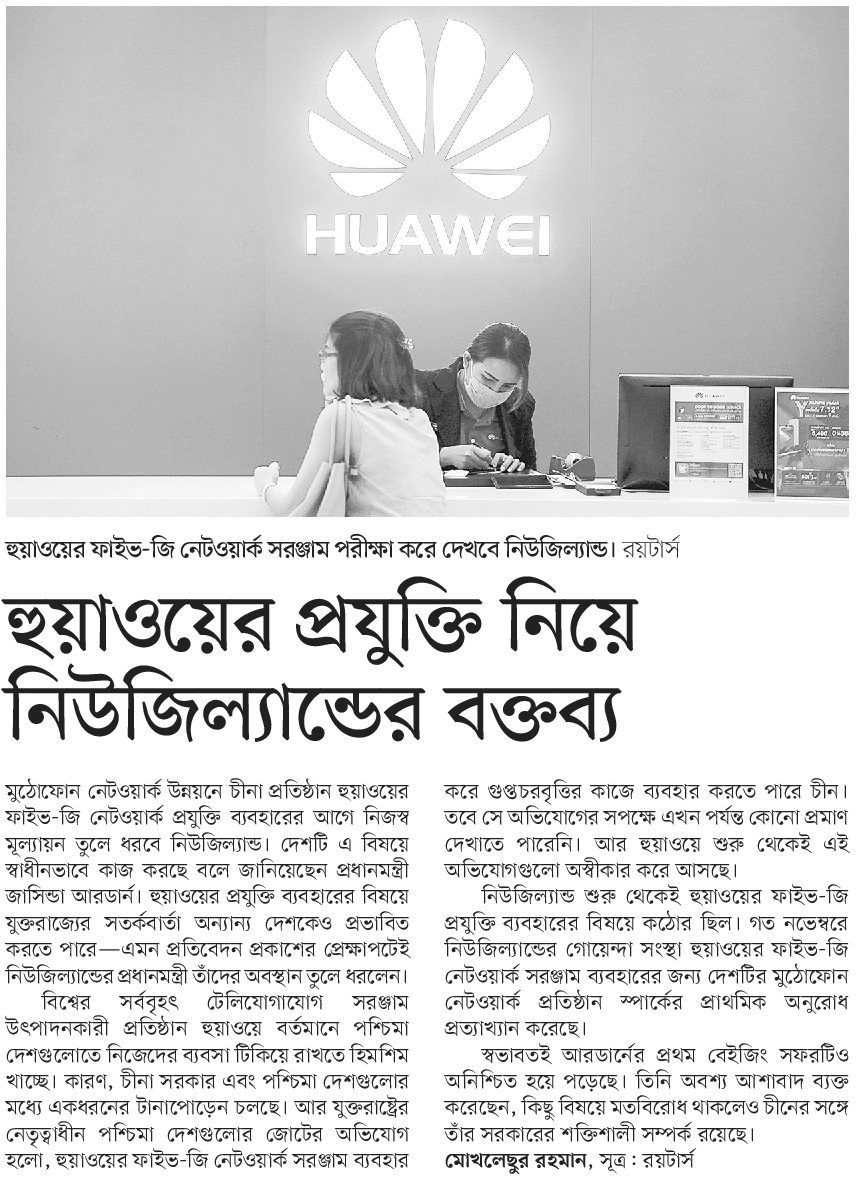 HUAWEI
HUAWEI
হুয়াওয়ের ফাইভ-জি নেটওয়ার্ক সরঞ্জাম পরীক্ষা করে দেখবে নিউজিল্যান্ড। রয়টার্স
হুয়াওয়ের প্রযুক্তি নিয়ে
নিউজিল্যান্ডের বক্তব্য
মুঠোফোন নেটওয়ার্ক উন্নয়নে চীনা প্রতিষ্ঠান হুয়াওয়ের
ফাইভ-জি নেটওয়ার্ক প্রযুক্তি ব্যবহারের আগে নিজস্ব
মূল্যায়ন তুলে ধরবে নিউজিল্যান্ড। দেশটি এ বিষয়ে
স্বাধীনভাবে কাজ করছে বলে জানিয়েছেন প্রধানমন্ত্রী
জাসিন্ডা আরডার্ন। হুয়াওয়ের প্রযুক্তি ব্যবহারের বিষয়ে
যুক্তরাজ্যের সতর্কবার্তা অন্যান্য দেশকেও প্রভাবিত
করতে পারে—এমন প্রতিবেদন প্রকাশের প্রেক্ষাপটেই
নিউজিল্যান্ডের প্রধানমন্ত্রী তাঁদের অবস্থান তুলে ধরলেন।
বিশ্বের সর্ববৃহৎ টেলিযোগাযোগ সরঞ্জাম
উৎপাদনকারী প্রতিষ্ঠান হুয়াওয়ে বর্তমানে পশ্চিমা
দেশগুলোতে নিজেদের ব্যবসা টিকিয়ে রাখতে হিমশিম
খাচ্ছে। কারণ, চীনা সরকার এবং পশ্চিমা দেশগুলোর
মধ্যে একধরনের টানাপোড়েন চলছে। আর যুক্তরাষ্ট্রের
নেতৃত্বাধীন পশ্চিমা দেশগুলোর জোটের অভিযোগ
হলো, হুয়াওয়ের ফাইভ-জি নেটওয়ার্ক সরঞ্জাম ব্যবহার
করে গুপ্তচরবৃত্তির কাজে ব্যবহার করতে পারে চীন।
তবে সে অভিযোগের সপক্ষে এখন পর্যন্ত কোনো প্রমাণ
দেখাতে পারেনি। আর হুয়াওয়ে শুরু থেকেই এই
অভিযোগগুলো অস্বীকার করে আসছে।
নিউজিল্যান্ড শুরু থেকেই হুয়াওয়ের ফাইভ-জি
প্রযুক্তি ব্যবহারের বিষয়ে কঠোর ছিল। গত নভেম্বরে
নিউজিল্যান্ডের গোয়েন্দা সংস্থা হুয়াওয়ের ফাইভ-জি
নেটওয়ার্ক সরঞ্জাম ব্যবহারের জন্য দেশটির মুঠোফোন
নেটওয়ার্ক প্রতিষ্ঠান স্পার্কের প্রাথমিক অনুরোধ
প্রত্যাখ্যান করেছে।
স্বভাবতই আরডার্নের প্রথম বেইজিং সফরটিও
অনিশ্চিত হয়ে পড়েছে। তিনি অবশ্য আশাবাদ ব্যক্ত
করেছেন, কিছু বিষয়ে মতবিরোধ থাকলেও চীনের সঙ্গে
তাঁর সরকারের শক্তিশালী সম্পর্ক রয়েছে।
মোখলেছুর রহমান, সূত্র : রয়টার্স